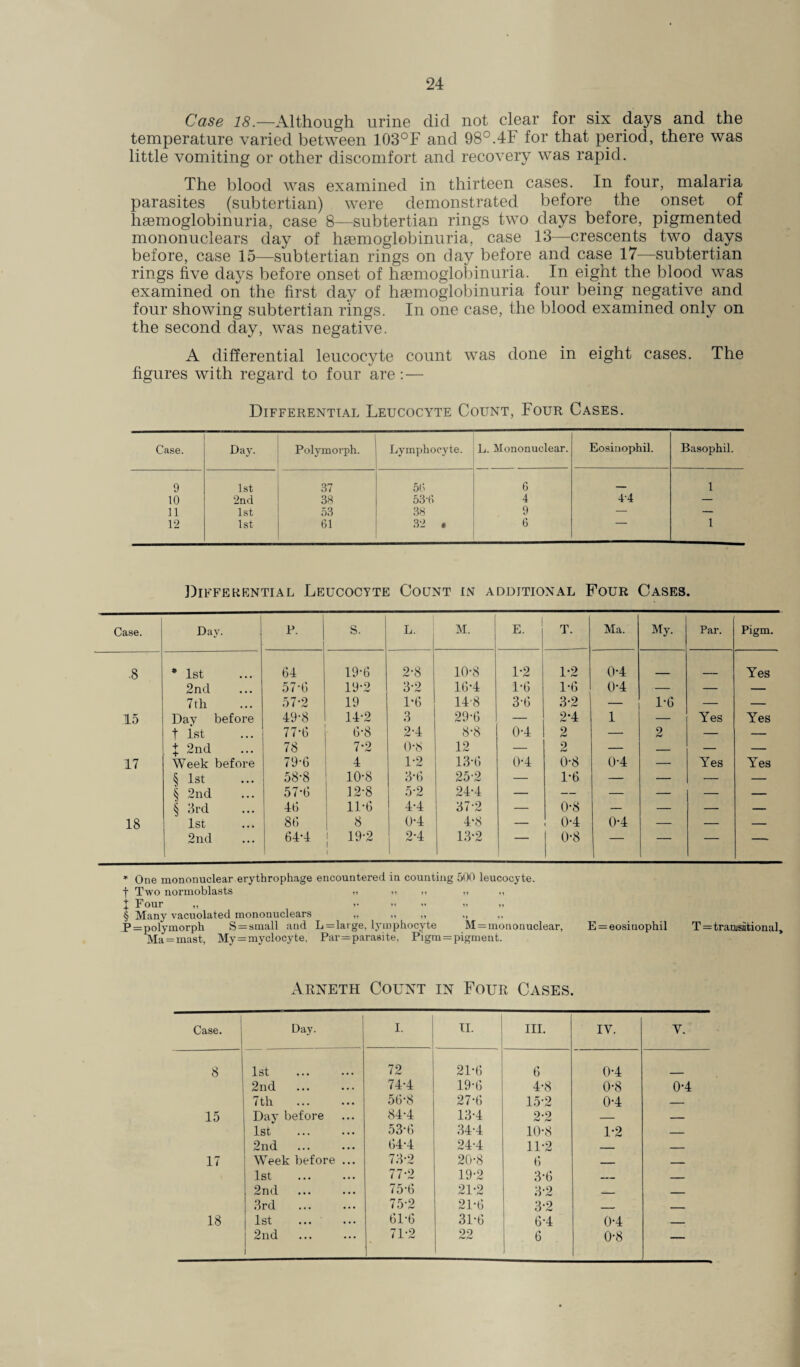 24
Case 18.—Although urine did not clear for six days and the
temperature varied between 103°F and 98°.4F for that period, there was
little vomiting or other discomfort and recovery was rapid.
The blood was examined in thirteen cases. In four, malaria
parasites (subtertian) were demonstrated before the onset of
hæmoglobinuria, case 8—subtertian rings two days before, pigmented
mononuclears day of hæmoglobinuria, case 13—crescents two days
before, case 15—subtertian rings on day before and case 17—subtertian
rings five days before onset of hæmoglobinuria. In eight the blood was
examined on the first day of hæmoglobinuria four being negative and
four showing subtertian rings. In one case, the blood examined only on
the second day, was negative.
A differential leucocyte count was done in eight cases. The
figures with regard to four are :—
Differential Leucocyte Count, Four Cases.
Case. Day. Polymorph. Lymphocyte. L. Mononuclear. Eosinophil. Basophil.
9 1st 37 56 6 — 1
10 2nd 38 53·6 4 4·4 —
11 1st 53 38 9 — —
12 1st 61 32 6 — 1
Differential Leucocyte Count in additional Four Cases.
Case. Day. P. S. L. M. E. T. Ma. My. Par. Pigm.
8 * 1st ... 64 19·6 2·8 10·8 1·2 1·2 0·4 — — Yes
2nd ... 57·6 19·2 3·2 16·4 1·6 1·6 0·4 — — —
7th ... 57·2 19 1·6 14·8 3·6 3·2 — 1·6 — —
15 Day before 49·8 14·2 3 29·6 — 2·4 1 — Yes Yes
† 1st ... 77·6 6·8 2·4 8·8 0·4 2 — 2 — —
‡ 2nd ... 78 7·2 0·8 12 — 2 — — — —
17 Week before 79·6 4 1·2 13·6 0·4 0·8 0·4 — Yes Yes
§ 1st ... 58·8 10·8 3·6 25·2 — 1·6 — — — —
§ 2nd ... 57·6 12·8 5·2 24·4 — — — — — —
§ 3rd ... 46 11·6 4·4 37·2 — 0·8 — — — —
18 1st ... 86 8 0·4 4·8 — 0·4 0·4 — — —
2nd ... 64·4 19·2 2·4 13·2 — 0·8 — — — —
* One mononuclear erythrophage encountered in counting 500 leucocyte.
† Two normoblasts „ „ „ „ „
‡ Four „ „ „ „ „ „
§ Many vacuolated mononuclears „ „ „ „ „
P=polymorph S=small and L=large, lymphocyte M=mononuclear, E=eosinophil T=transitional,
Ma=mast, My=myclocyte, Par=parasite, Pigm=pigment.
Arneth Count in Four Cases.
Case. Day. I. II. III. IV. V.
8 1st ... ... 72 21·6 6 0·4 —
2nd ... ... 74·4 19·6 4·8 0·8 0·4
7th ... ... 56·8 27·6 15·2 0·4 —
15 Day before ... 84·4 13·4 2·2 — —
1st ... ... 53·6 34·4 10·8 1·2 —
2nd ... ... 64·4 24·4 11·2 — —
17 Week before ... 73·2 20·8 6 — —
1st ... ... 77·2 19·2 3·6 — —
2nd ... ... 75·6 21·2 3·2 — —
3rd ... ... 75·2 21·6 3·2 — —
18 1st ... ... 61·6 31·6 6·4 0·4 —
2nd ... ... 71·2 22 6 0·8 —